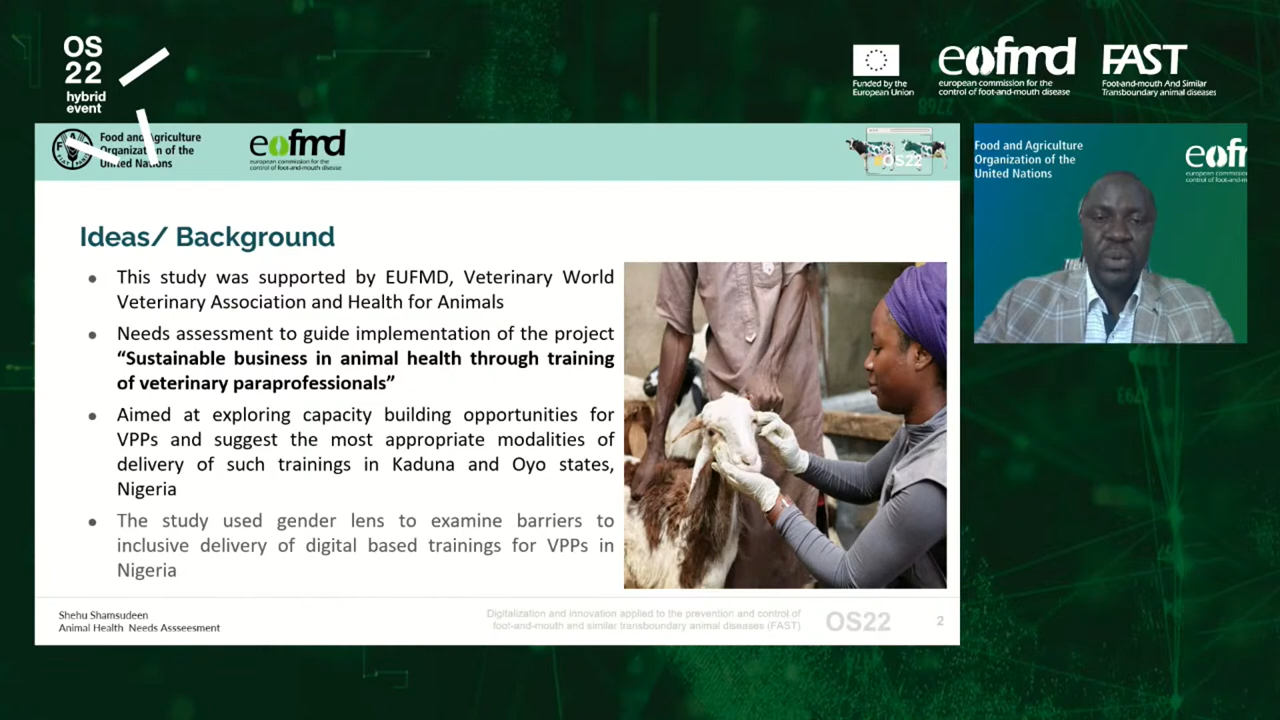 OS
22
hybrid
event
Funded by the
European Union
eofmd
european commission for the
control of foot-and-mouth disease
FAST
Foot-and-mouth And Similar
Transboundary animal diseases
Food and Agriculture
Organization of the
United Nations
eofmd
european commission for the
control of foot-and-mouth disease
OS22
Food and Agriculture
Organization of the
United Nations
Ideas/ Background
• This study was supported by EUFMD, Veterinary World
Veterinary Association and Health for Animals
• Needs assessment to guide implementation of the project
“Sustainable business in animal health through training
of veterinary paraprofessionals”
• Aimed at exploring capacity building opportunities for
VPPs and suggest the most appropriate modalities of
delivery of such trainings in Kaduna and Oyo states,
Nigeria
• The study used gender lens to examine barriers to
inclusive delivery of digital based trainings for VPPs in
Nigeria
Shehu Shamsudeen
Animal Health Needs Assseesment
Digitalization and innovation applied to the prevention and control of
foot-and-mouth and similar transboundary animal diseases (FAST)
OS22
2